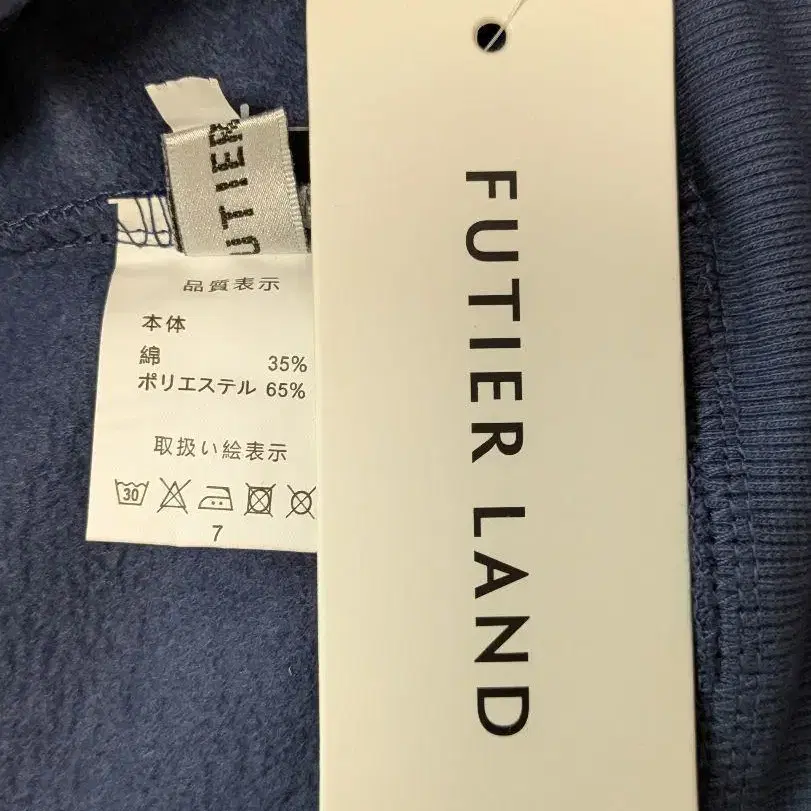 FUTIER
品質表示
本体
綿 35%
ポリエステル 65%
取扱い絵表示
30
7
FUTIER LAND